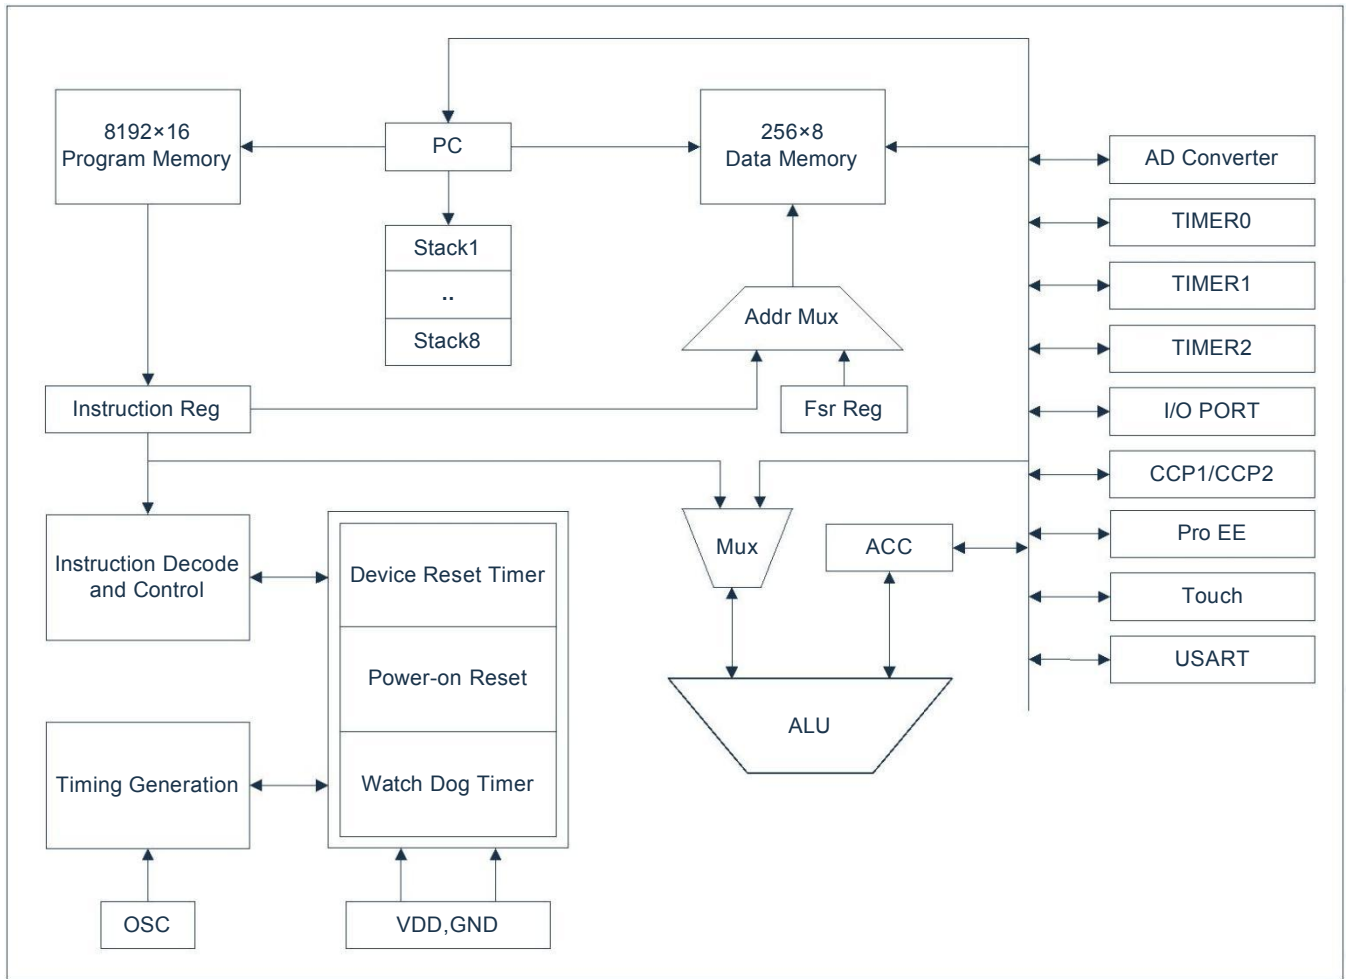 8192×16
Program Memory
PC
256×8
Data Memory
AD Converter
TIMER0
Stack1
..
Stack8
TIMER1
Addr Mux
TIMER2
Instruction Reg
Fsr Reg
I/O PORT
CCP1/CCP2
Instruction Decode
and Control
Device Reset Timer
Mux
ACC
Pro EE
Touch
USART
Power-on Reset
ALU
Timing Generation
Watch Dog Timer
OSC
VDD,GND